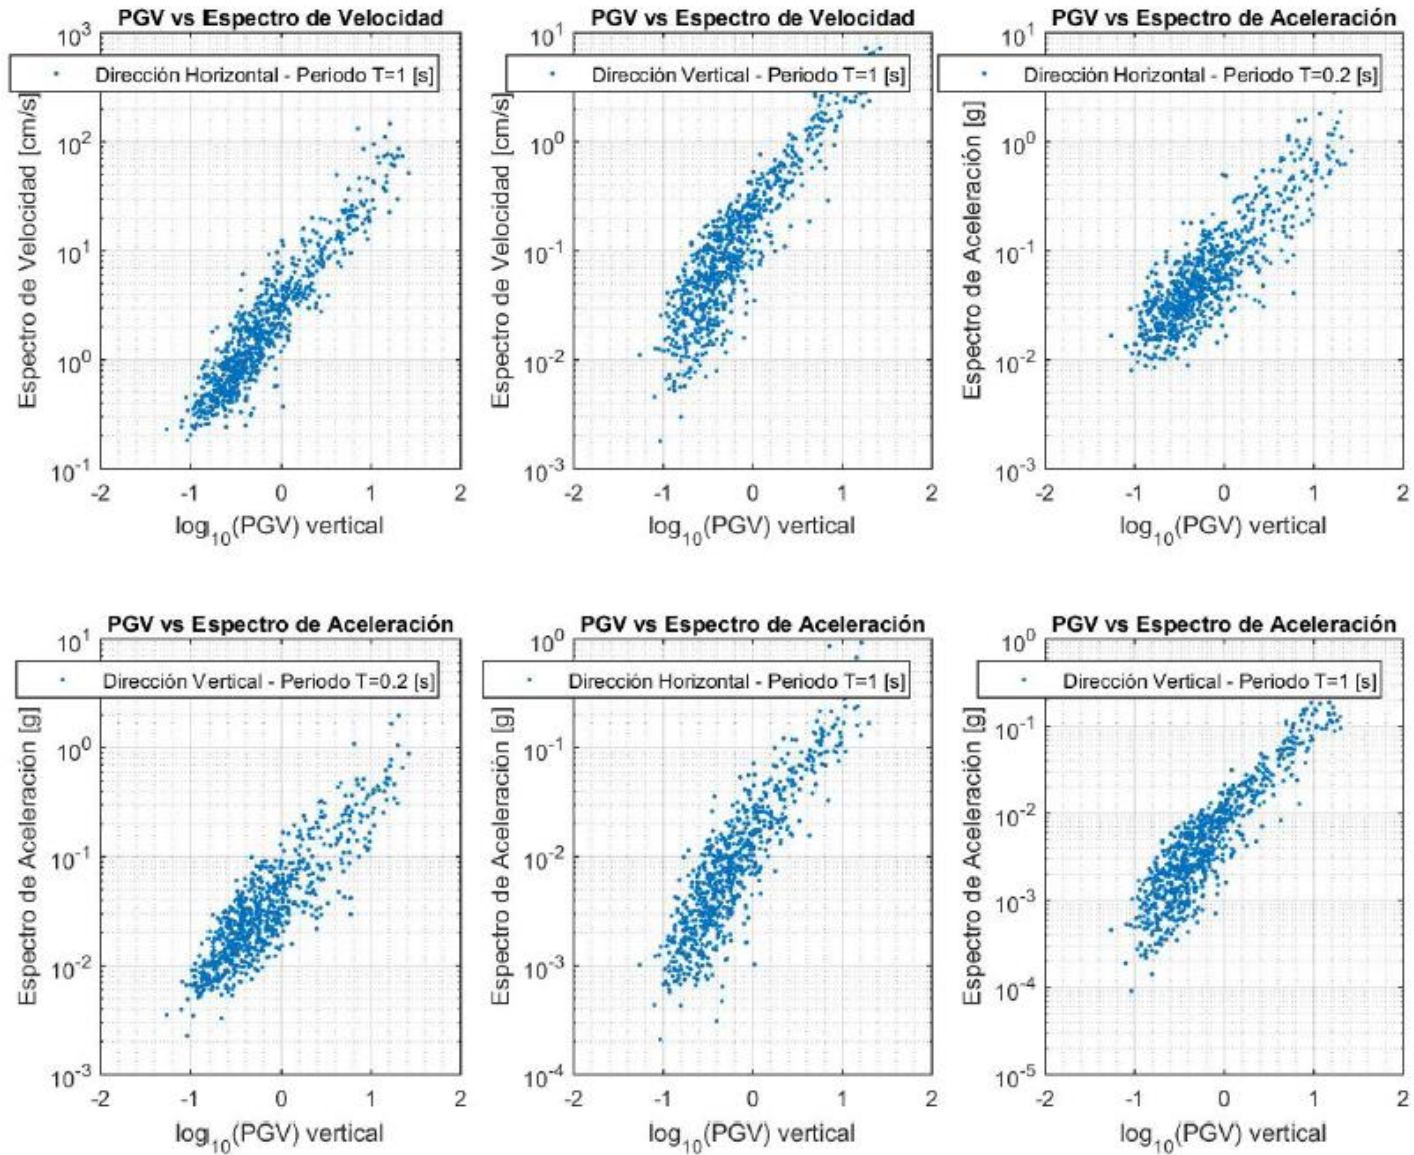 PGV vs Espectro de Velocidad
10^3
10^2
10^1
10^0
10^-1
Espectro de Velocidad [cm/s]
Dirección Horizontal - Periodo T=1 [s]
-2 -1 0 1 2
log10(PGV) vertical
PGV vs Espectro de Velocidad
10^1
10^0
10^-1
10^-2
10^-3
Espectro de Velocidad [cm/s]
Dirección Vertical - Periodo T=1 [s]
-2 -1 0 1 2
log10(PGV) vertical
PGV vs Espectro de Aceleración
10^1
10^0
10^-1
10^-2
10^-3
Espectro de Aceleración [g]
Dirección Horizontal - Periodo T=0.2 [s]
-2 -1 0 1 2
log10(PGV) vertical
PGV vs Espectro de Aceleración
10^1
10^0
10^-1
10^-2
10^-3
Espectro de Aceleración [g]
Dirección Vertical - Periodo T=0.2 [s]
-2 -1 0 1 2
log10(PGV) vertical
PGV vs Espectro de Aceleración
10^0
10^-1
10^-2
10^-3
10^-4
Espectro de Aceleración [g]
Dirección Horizontal - Periodo T=1 [s]
-2 -1 0 1 2
log10(PGV) vertical
PGV vs Espectro de Aceleración
10^0
10^-1
10^-2
10^-3
10^-4
10^-5
Espectro de Aceleración [g]
Dirección Vertical - Periodo T=1 [s]
-2 -1 0 1 2
log10(PGV) vertical